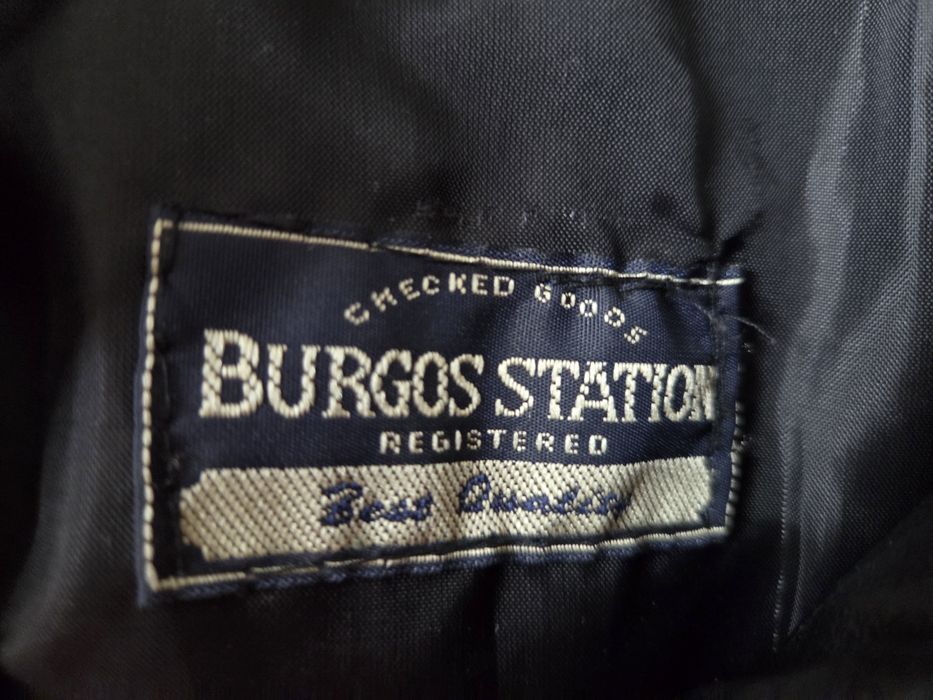 CHECKED GOODS
BURGOS STATION
REGISTERED
Best Quality